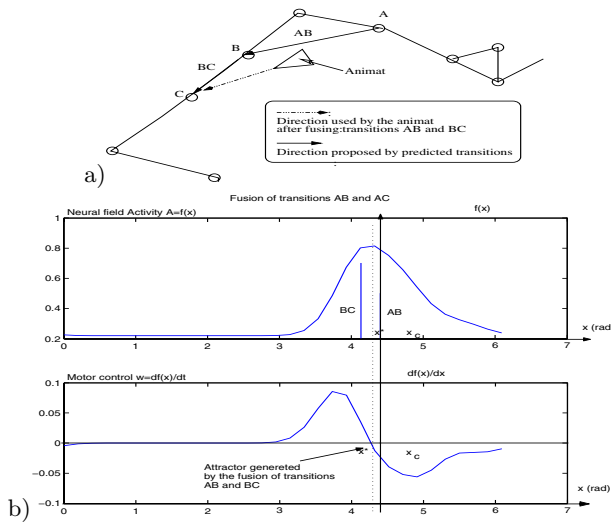 A
AB
B
BC
C
Animat
Direction used by the animat
after fusing:transitions AB and BC
Direction proposed by predicted transitions
a)
Fusion of transitions AB and AC
Neural field Activity A=f(x)
f(x)
1
0.8
0.6
0.4
0.2
BC
AB
x*
x C
x (rad
0 1 2 3 4 5 6 7
Motor control w=df(x)/dt
df(x)/dx
0.1
0.05
0
−0.05
−0.1
x*
x C
Attractor genereted
by the fusion of transitions
AB and BC
x (rad)
0 1 2 3 4 5 6 7
b)